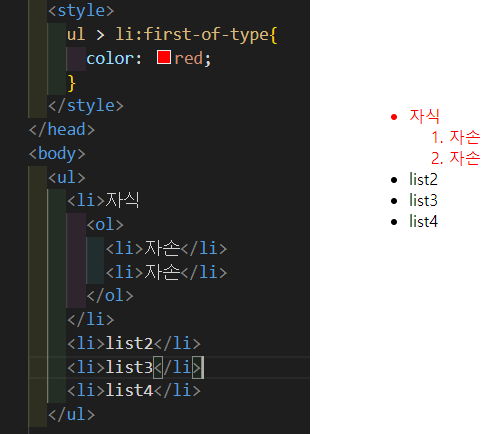 <style>
ul > li:first-of-type{
color: red;
}
</style>
</head>
<body>
<ul>
<li>자식
<ol>
<li>자손</li>
<li>자손</li>
</ol>
</li>
<li>list2</li>
<li>list3</li>
<li>list4</li>
</ul>
• 자식
1. 자손
2. 자손
• list2
• list3
• list4